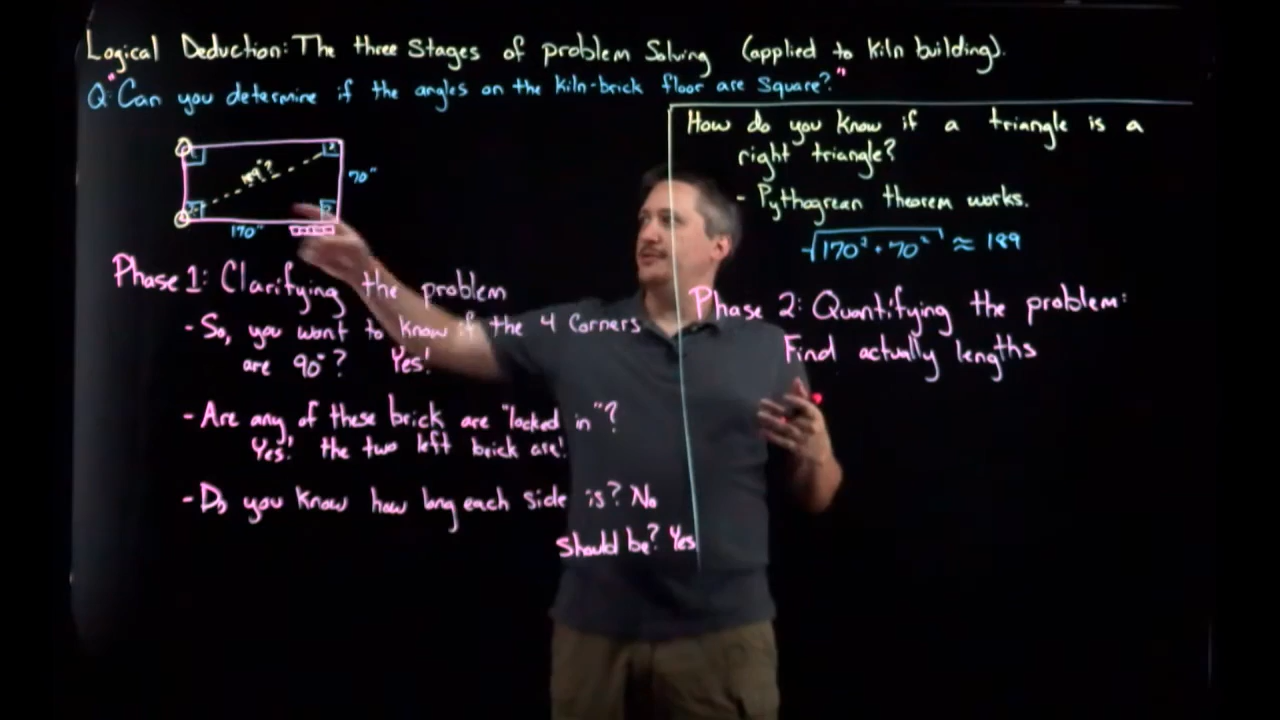 Logical Deduction: The three stages of problem Solving (applied to Kiln building).
Q: "Can you determine if the angles on the kiln-brick floor are square?"
189"?
70"
170"
Phase 1: Clarifying the problem
- So, you want to know if the 4 Corners
are 90°? Yes!
- Are any of these brick are "locked in"?
Yes! the two left brick are!
- Do you know how long each side is? No
Should be? Yes
How do you know if a triangle is a
right triangle?
- Pythagrean theorem works.
√170² + 70² ≈ 189
Phase 2: Quantifying the problem:
Find actually lengths